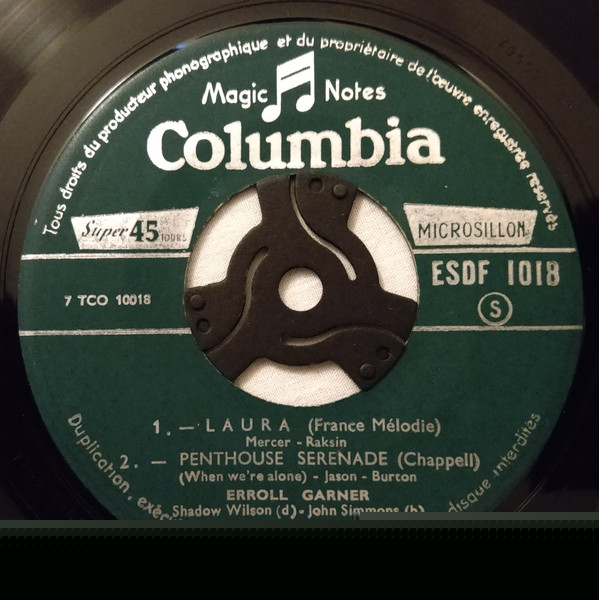 Tous droits du producteur phonographique et du propriétaire de l'œuvre enregistrée réservés
Magic Notes
Columbia
Super 45 TOURS
MICROSILLON
ESDF 1018
7 TCO 10018
S
1. — LAURA (France Mélodie)
Mercer - Raksin
2. — PENTHOUSE SERENADE (Chappell)
(When we're alone) - Jason - Burton
ERROLL GARNER
Shadow Wilson (d) - John Simmons (b)
Duplication,
disque interdites